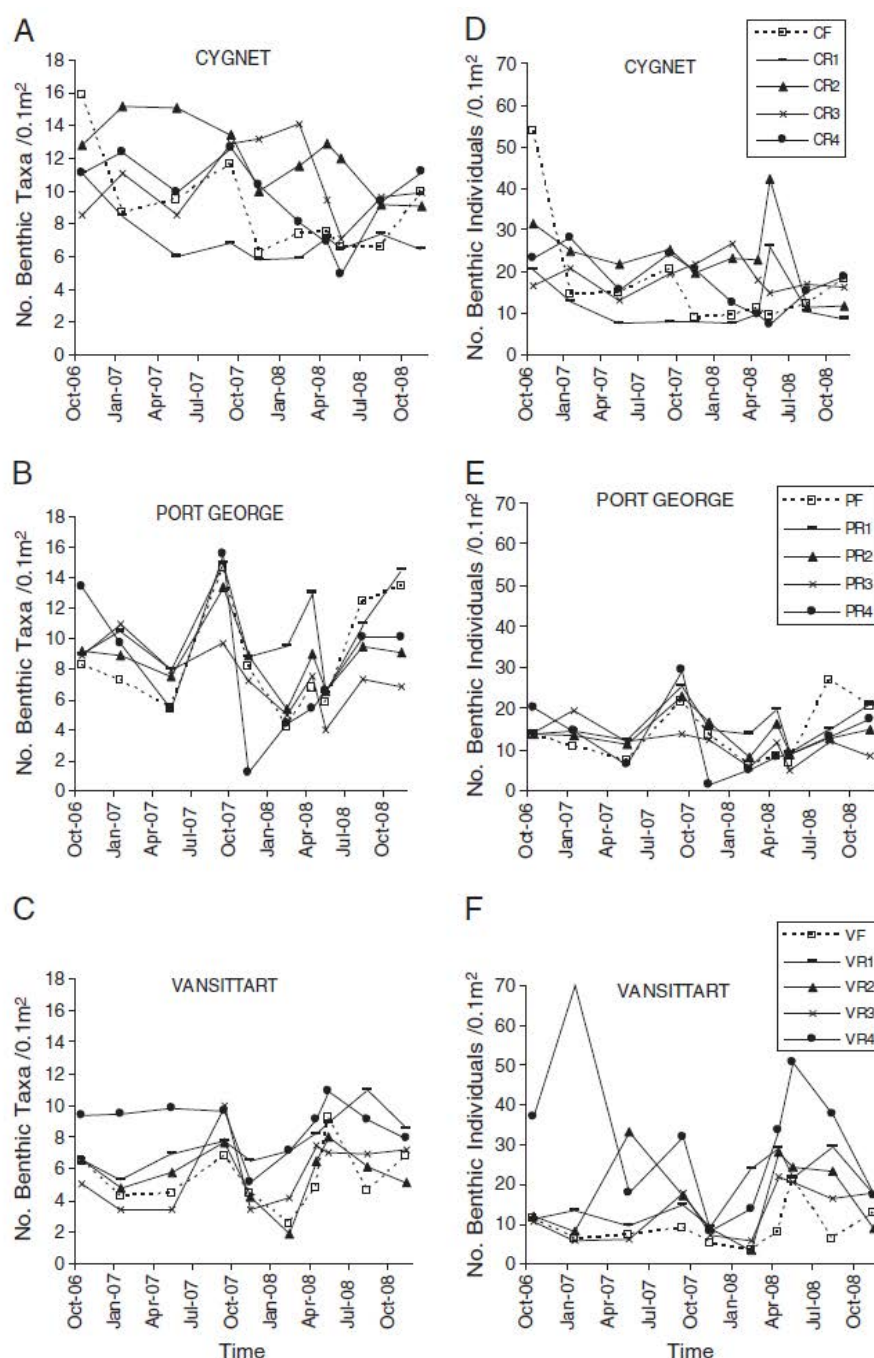 A
CYGNET
No. Benthic Taxa /0.1m²
18
16
14
12
10
8
6
4
2
0
Oct-06
Jan-07
Apr-07
Jul-07
Oct-07
Jan-08
Apr-08
Jul-08
Oct-08
D
CYGNET
CF
CR1
CR2
CR3
CR4
No. Benthic Individuals /0.1m²
70
60
50
40
30
20
10
0
Oct-06
Jan-07
Apr-07
Jul-07
Oct-07
Jan-08
Apr-08
Jul-08
Oct-08
B
PORT GEORGE
No. Benthic Taxa /0.1m²
18
16
14
12
10
8
6
4
2
0
Oct-06
Jan-07
Apr-07
Jul-07
Oct-07
Jan-08
Apr-08
Jul-08
Oct-08
E
PORT GEORGE
PF
PR1
PR2
PR3
PR4
No. Benthic Individuals /0.1m²
70
60
50
40
30
20
10
0
Oct-06
Jan-07
Apr-07
Jul-07
Oct-07
Jan-08
Apr-08
Jul-08
Oct-08
C
VANSITTART
No. Benthic Taxa /0.1m²
18
16
14
12
10
8
6
4
2
0
Oct-06
Jan-07
Apr-07
Jul-07
Oct-07
Jan-08
Apr-08
Jul-08
Oct-08
Time
F
VANSITTART
VF
VR1
VR2
VR3
VR4
No. Benthic Individuals /0.1m²
70
60
50
40
30
20
10
0
Oct-06
Jan-07
Apr-07
Jul-07
Oct-07
Jan-08
Apr-08
Jul-08
Oct-08
Time